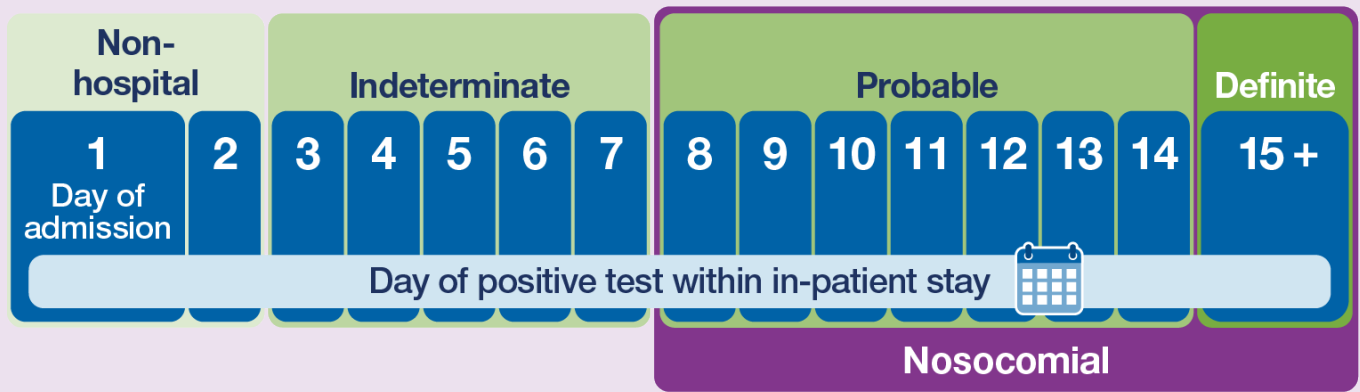 Non-
hospital
Indeterminate
Probable
Definite
1
Day of
admission
2
3
4
5
6
7
8
9
10
11
12
13
14
15 +
Day of positive test within in-patient stay
Nosocomial